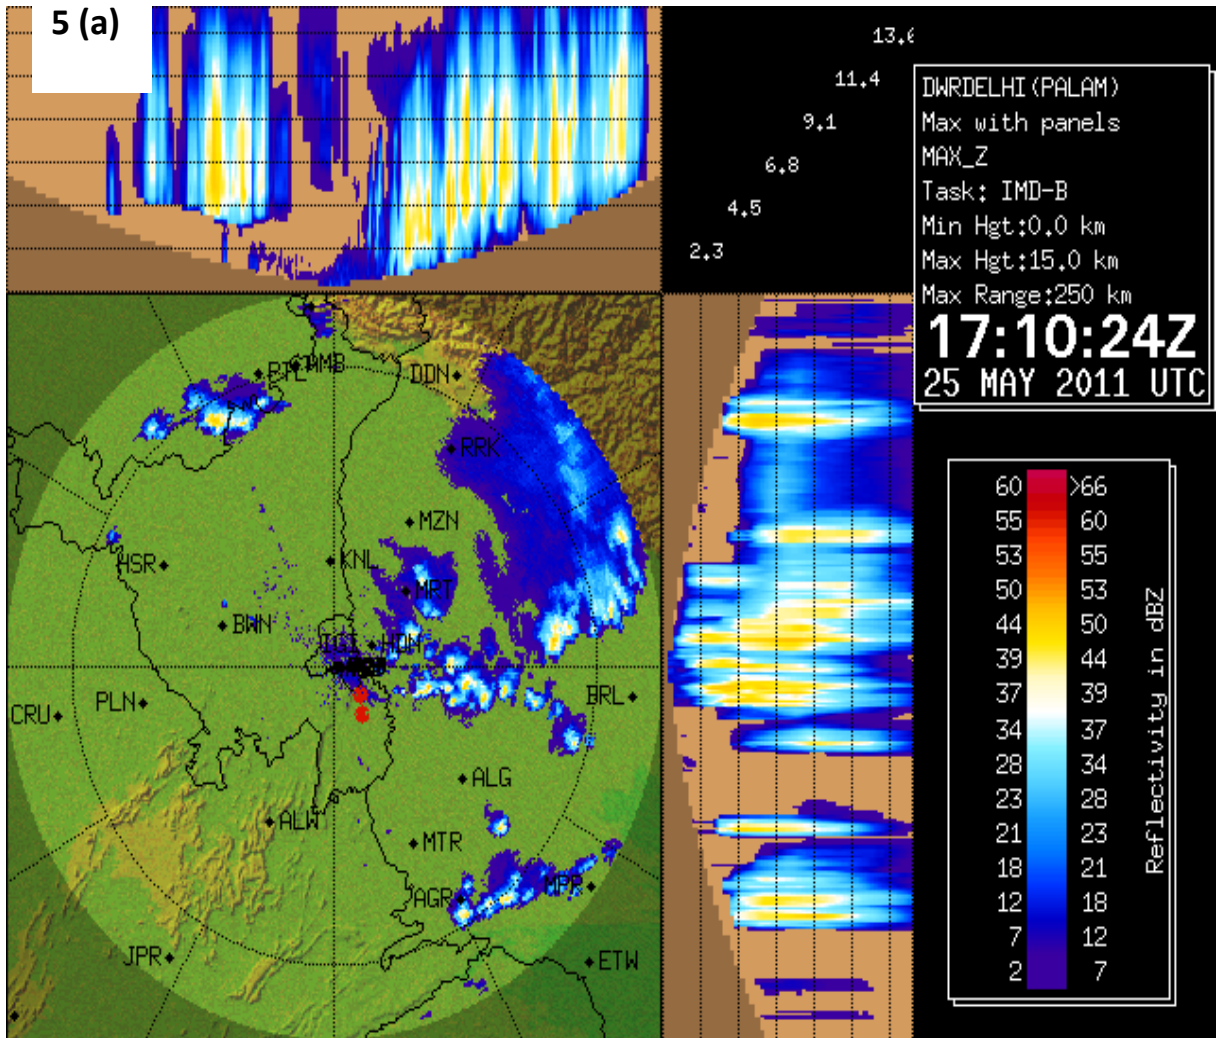 5 (a)
13.6
11.4
9.1
6.8
4.5
2.3
DWRDELHI(PALAM)
Max with panels
MAX_Z
Task: IMD-B
Min Hgt:0.0 km
Max Hgt:15.0 km
Max Range:250 km
17:10:24Z
25 MAY 2011 UTC
PTL
AMB
DDN
RRK
MZN
KNL
HSR
MRT
BWN
HDN
PLN
CRU
BRL
ALG
ALW
MTR
AGR
MPP
JPR
ETW
60 >66
55 60
53 55
50 53
44 50
39 44
37 39
34 37
28 34
23 28
21 23
18 21
12 18
7 12
2 7
Reflectivity in dBZ